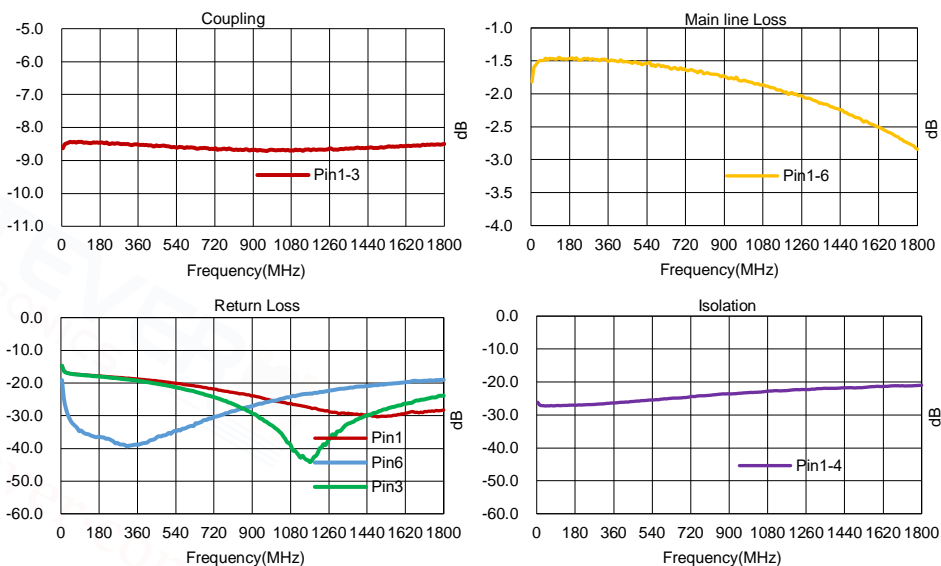 Coupling
-5.0
-6.0
-7.0
-8.0
-9.0
-10.0
-11.0
dB
Pin1-3
0 180 360 540 720 900 1080 1260 1440 1620 1800
Frequency(MHz)
Main line Loss
-1.0
-1.5
-2.0
-2.5
-3.0
-3.5
-4.0
dB
Pin1-6
0 180 360 540 720 900 1080 1260 1440 1620 1800
Frequency(MHz)
Return Loss
0.0
-10.0
-20.0
-30.0
-40.0
-50.0
-60.0
dB
Pin1
Pin6
Pin3
0 180 360 540 720 900 1080 1260 1440 1620 1800
Frequency(MHz)
Isolation
0.0
-10.0
-20.0
-30.0
-40.0
-50.0
-60.0
dB
Pin1-4
0 180 360 540 720 900 1080 1260 1440 1620 1800
Frequency(MHz)